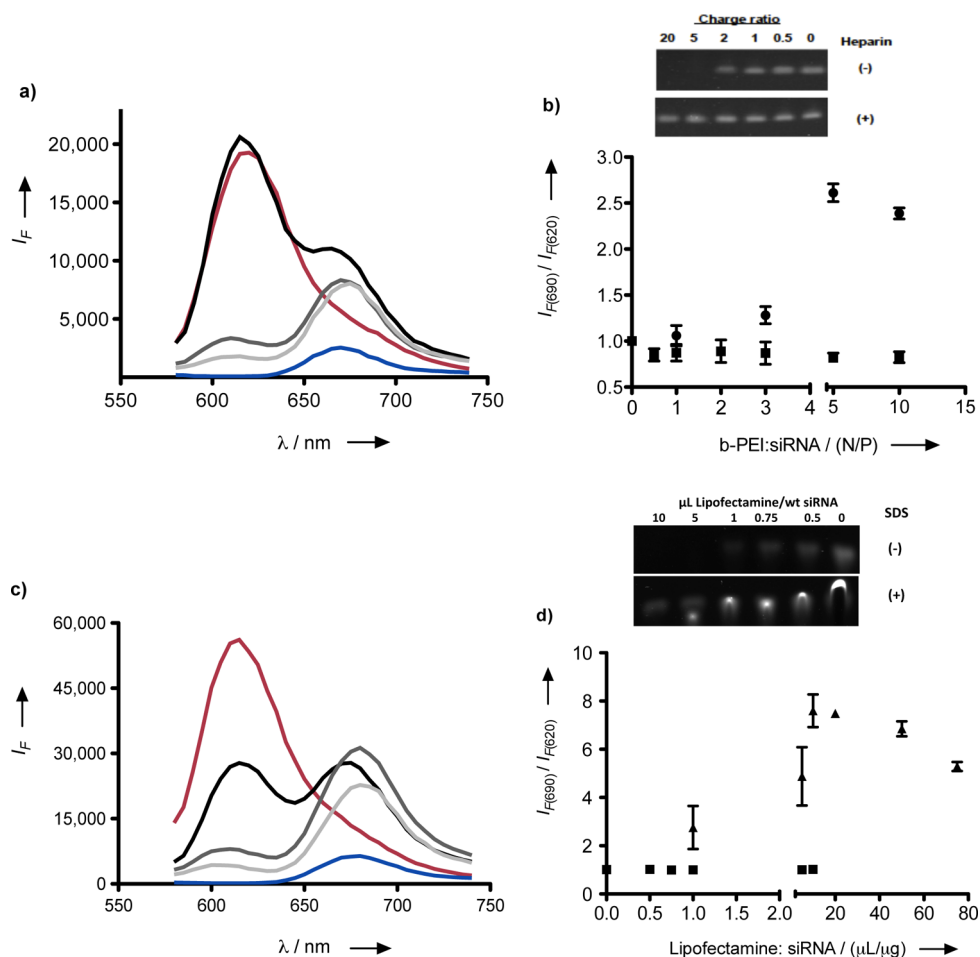 a)
20,000
15,000
10,000
5,000
I_F
550 600 650 700 750
λ / nm
Charge ratio
20 5 2 1 0.5 0 Heparin
(-)
(+)
b)
3.0
2.5
2.0
1.5
1.0
0.5
I_F(690) / I_F(620)
0 1 2 3 4 5 10 15
b-PEI:siRNA / (N/P)
c)
60,000
45,000
30,000
15,000
0
I_F
550 600 650 700 750
λ / nm
μL Lipofectamine/wt siRNA
10 5 1 0.75 0.5 0 SDS
(-)
(+)
d)
10
8
6
4
2
0
I_F(690) / I_F(620)
0.0 0.5 1.0 1.5 2.0 20 40 60 80
Lipofectamine: siRNA / (μL/μg)